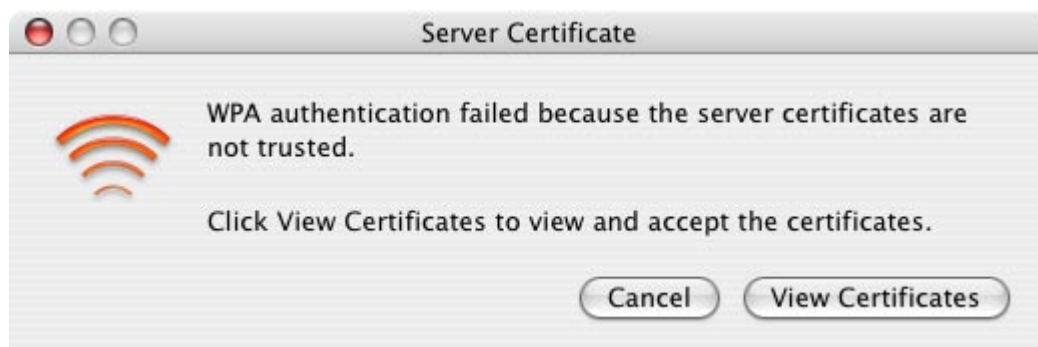 Server Certificate
WPA authentication failed because the server certificates are
not trusted.
Click View Certificates to view and accept the certificates.
Cancel View Certificates